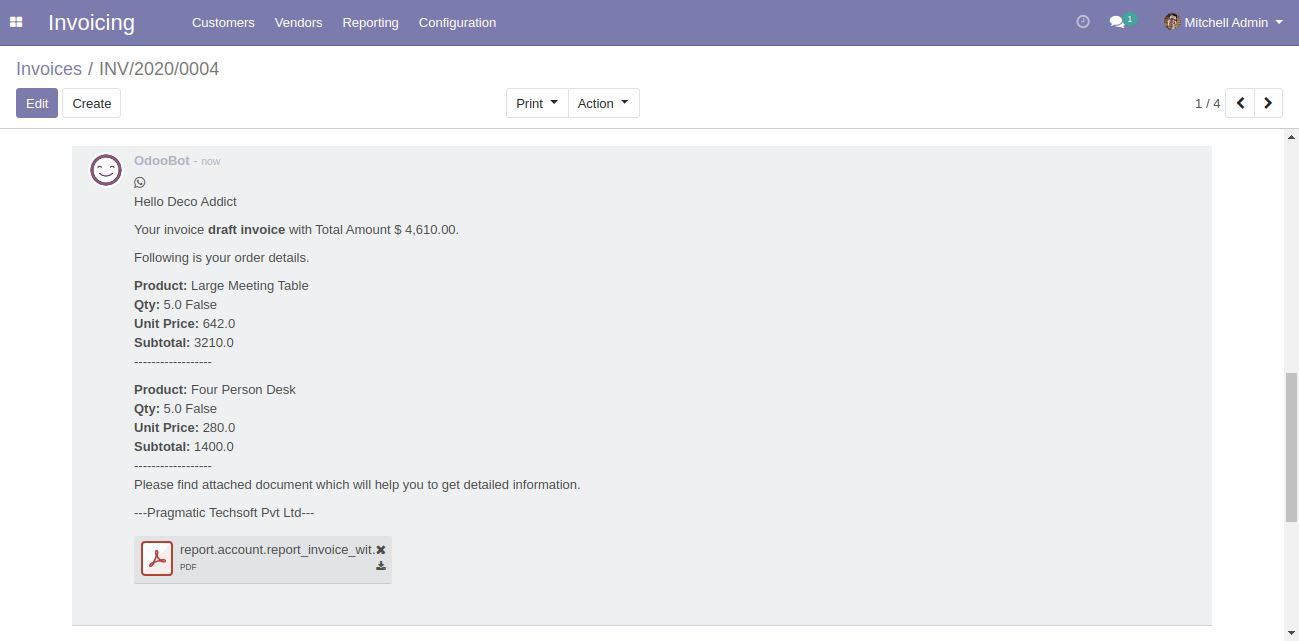 Invoicing Customers Vendors Reporting Configuration 1 Mitchell Admin
Invoices / INV/2020/0004
Edit Create Print Action 1 / 4
OdooBot - now
Hello Deco Addict
Your invoice draft invoice with Total Amount $ 4,610.00.
Following is your order details.
Product: Large Meeting Table
Qty: 5.0 False
Unit Price: 642.0
Subtotal: 3210.0
------------------
Product: Four Person Desk
Qty: 5.0 False
Unit Price: 280.0
Subtotal: 1400.0
------------------
Please find attached document which will help you to get detailed information.
---Pragmatic Techsoft Pvt Ltd---
report.account.report_invoice_wit.
PDF